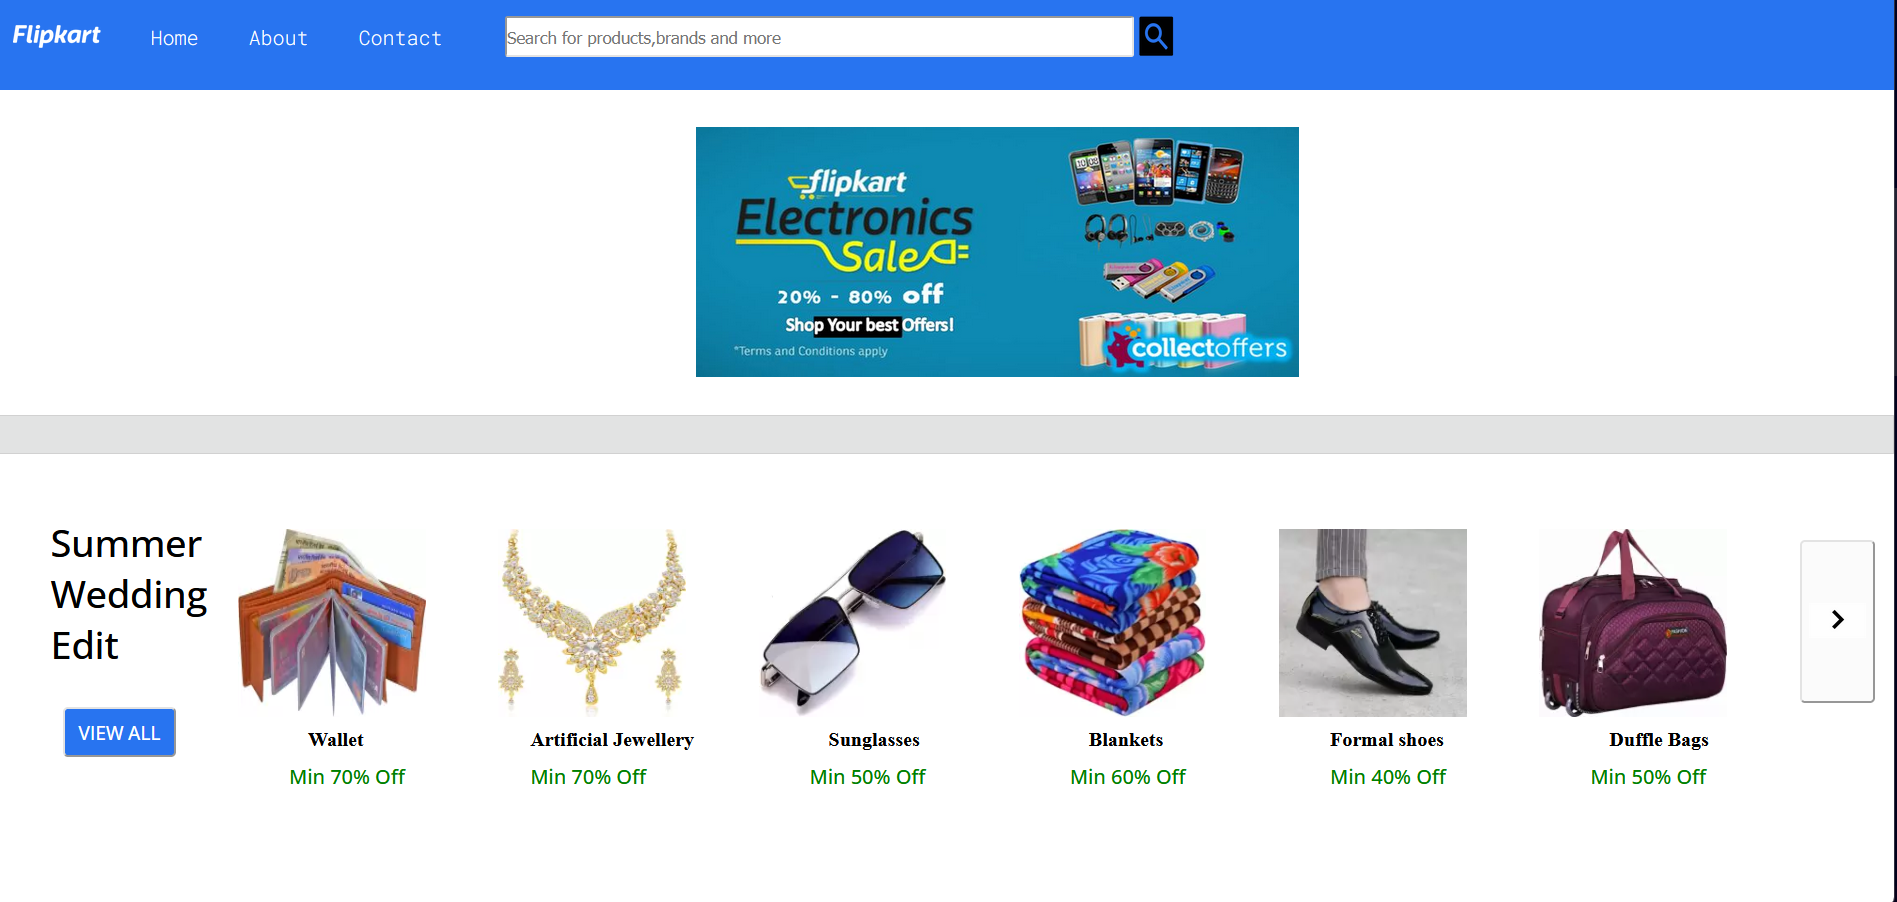 Flipkart
Home
About
Contact
Search for products,brands and more
flipkart
Electronics
Sale
20% - 80% off
Shop Your best Offers!
*Terms and Conditions apply
collectoffers
Summer
Wedding
Edit
VIEW ALL
Wallet
Min 70% Off
Artificial Jewellery
Min 70% Off
Sunglasses
Min 50% Off
Blankets
Min 60% Off
Formal shoes
Min 40% Off
Duffle Bags
Min 50% Off